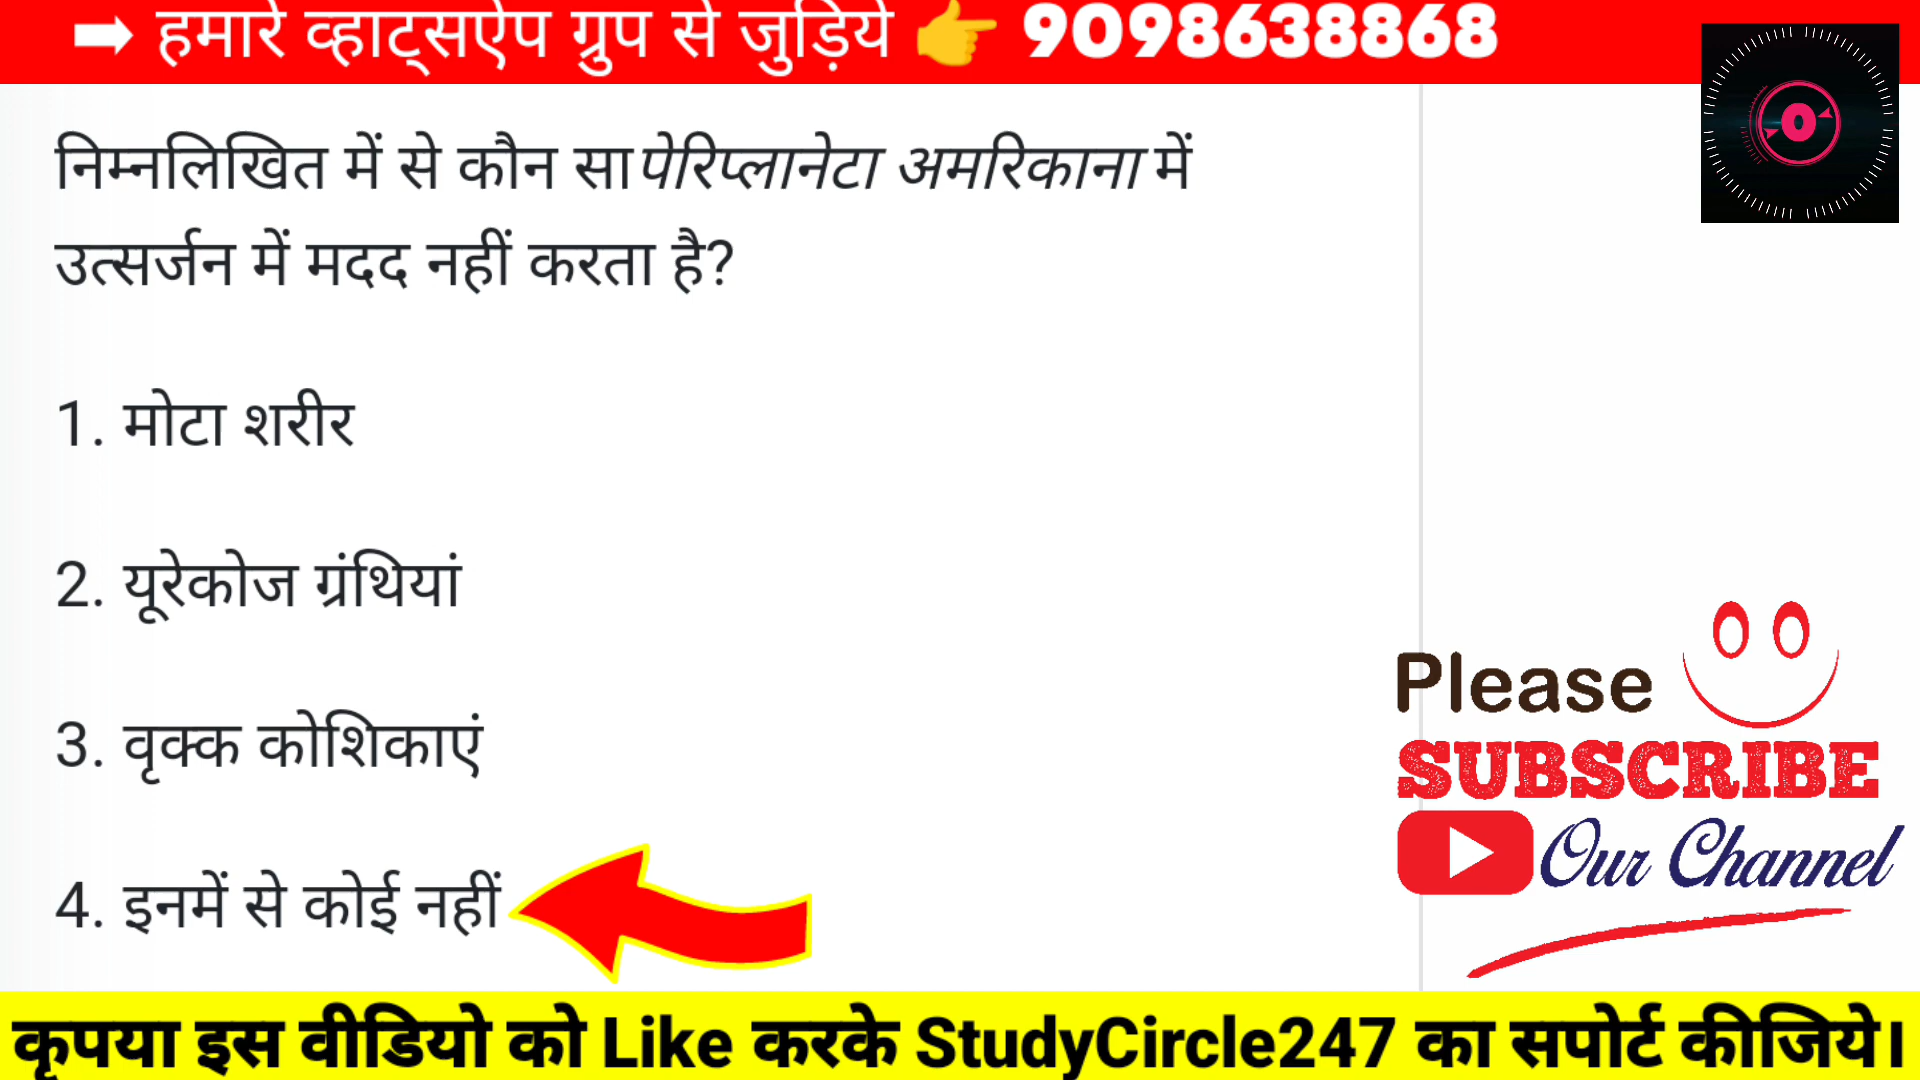 ➡ हमारे व्हाट्सऐप ग्रुप से जुड़िये 👉 9098638868
निम्नलिखित में से कौन सा पेरिप्लानेटा अमरिकाना में
उत्सर्जन में मदद नहीं करता है?
1. मोटा शरीर
2. यूरेकोज ग्रंथियां
3. वृक्क कोशिकाएं
4. इनमें से कोई नहीं
Please
SUBSCRIBE
Our Channel
कृपया इस वीडियो को Like करके StudyCircle247 का सपोर्ट कीजिये।